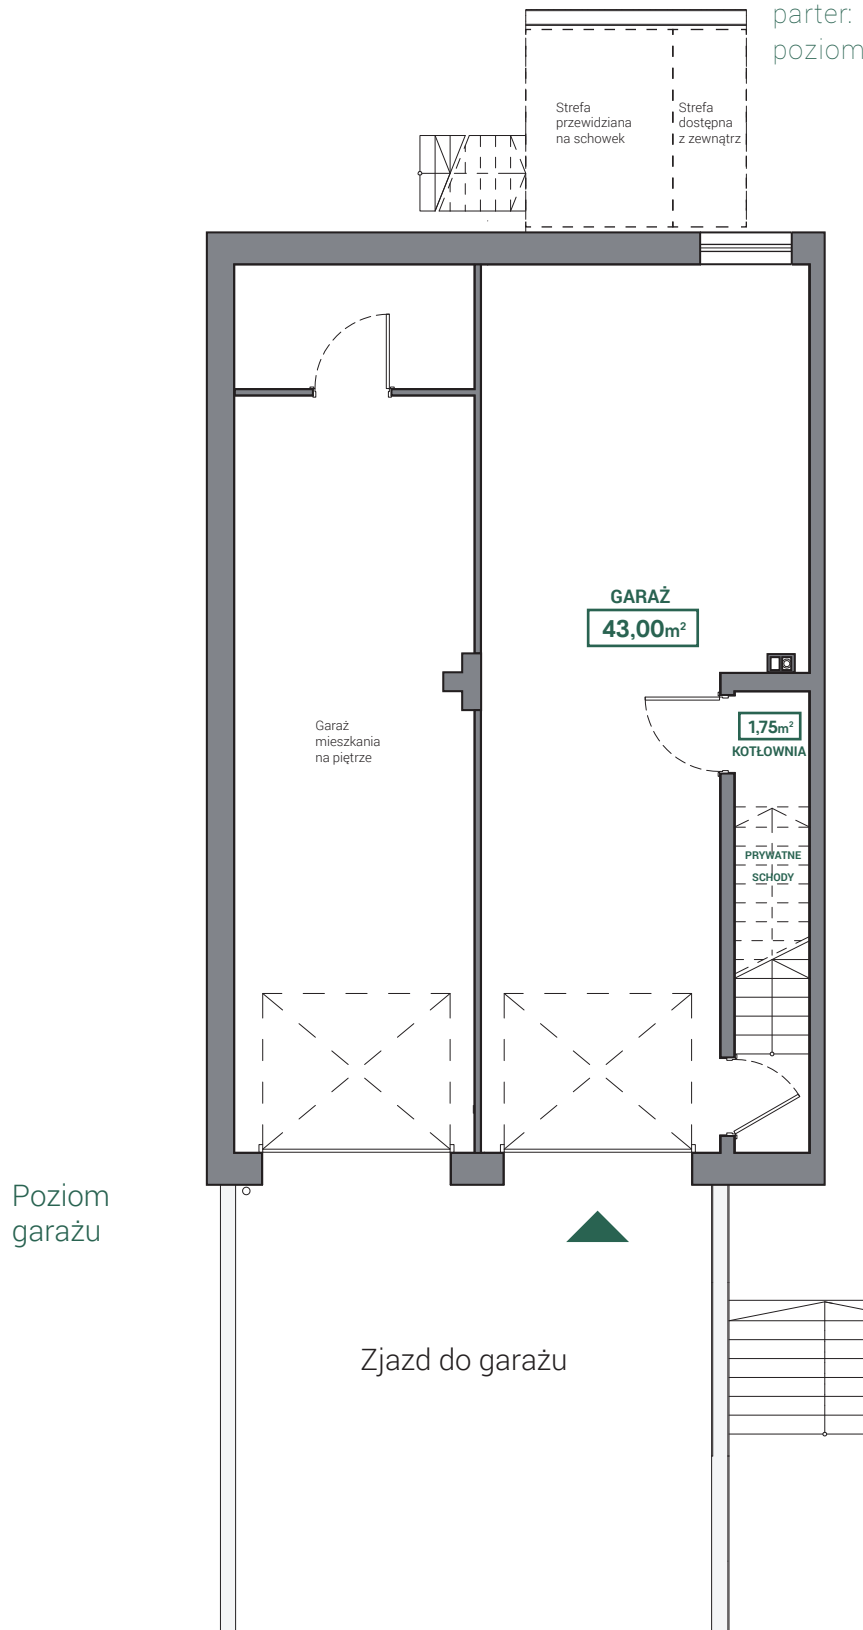 parter:
poziom
Strefa
przewidziana
na schowek
Strefa
dostępna
z zewnątrz
GARAŻ
43,00m²
1,75m²
KOTŁOWNIA
Garaż
mieszkania
na piętrze
PRYWATNE
SCHODY
Poziom
garażu
Zjazd do garażu